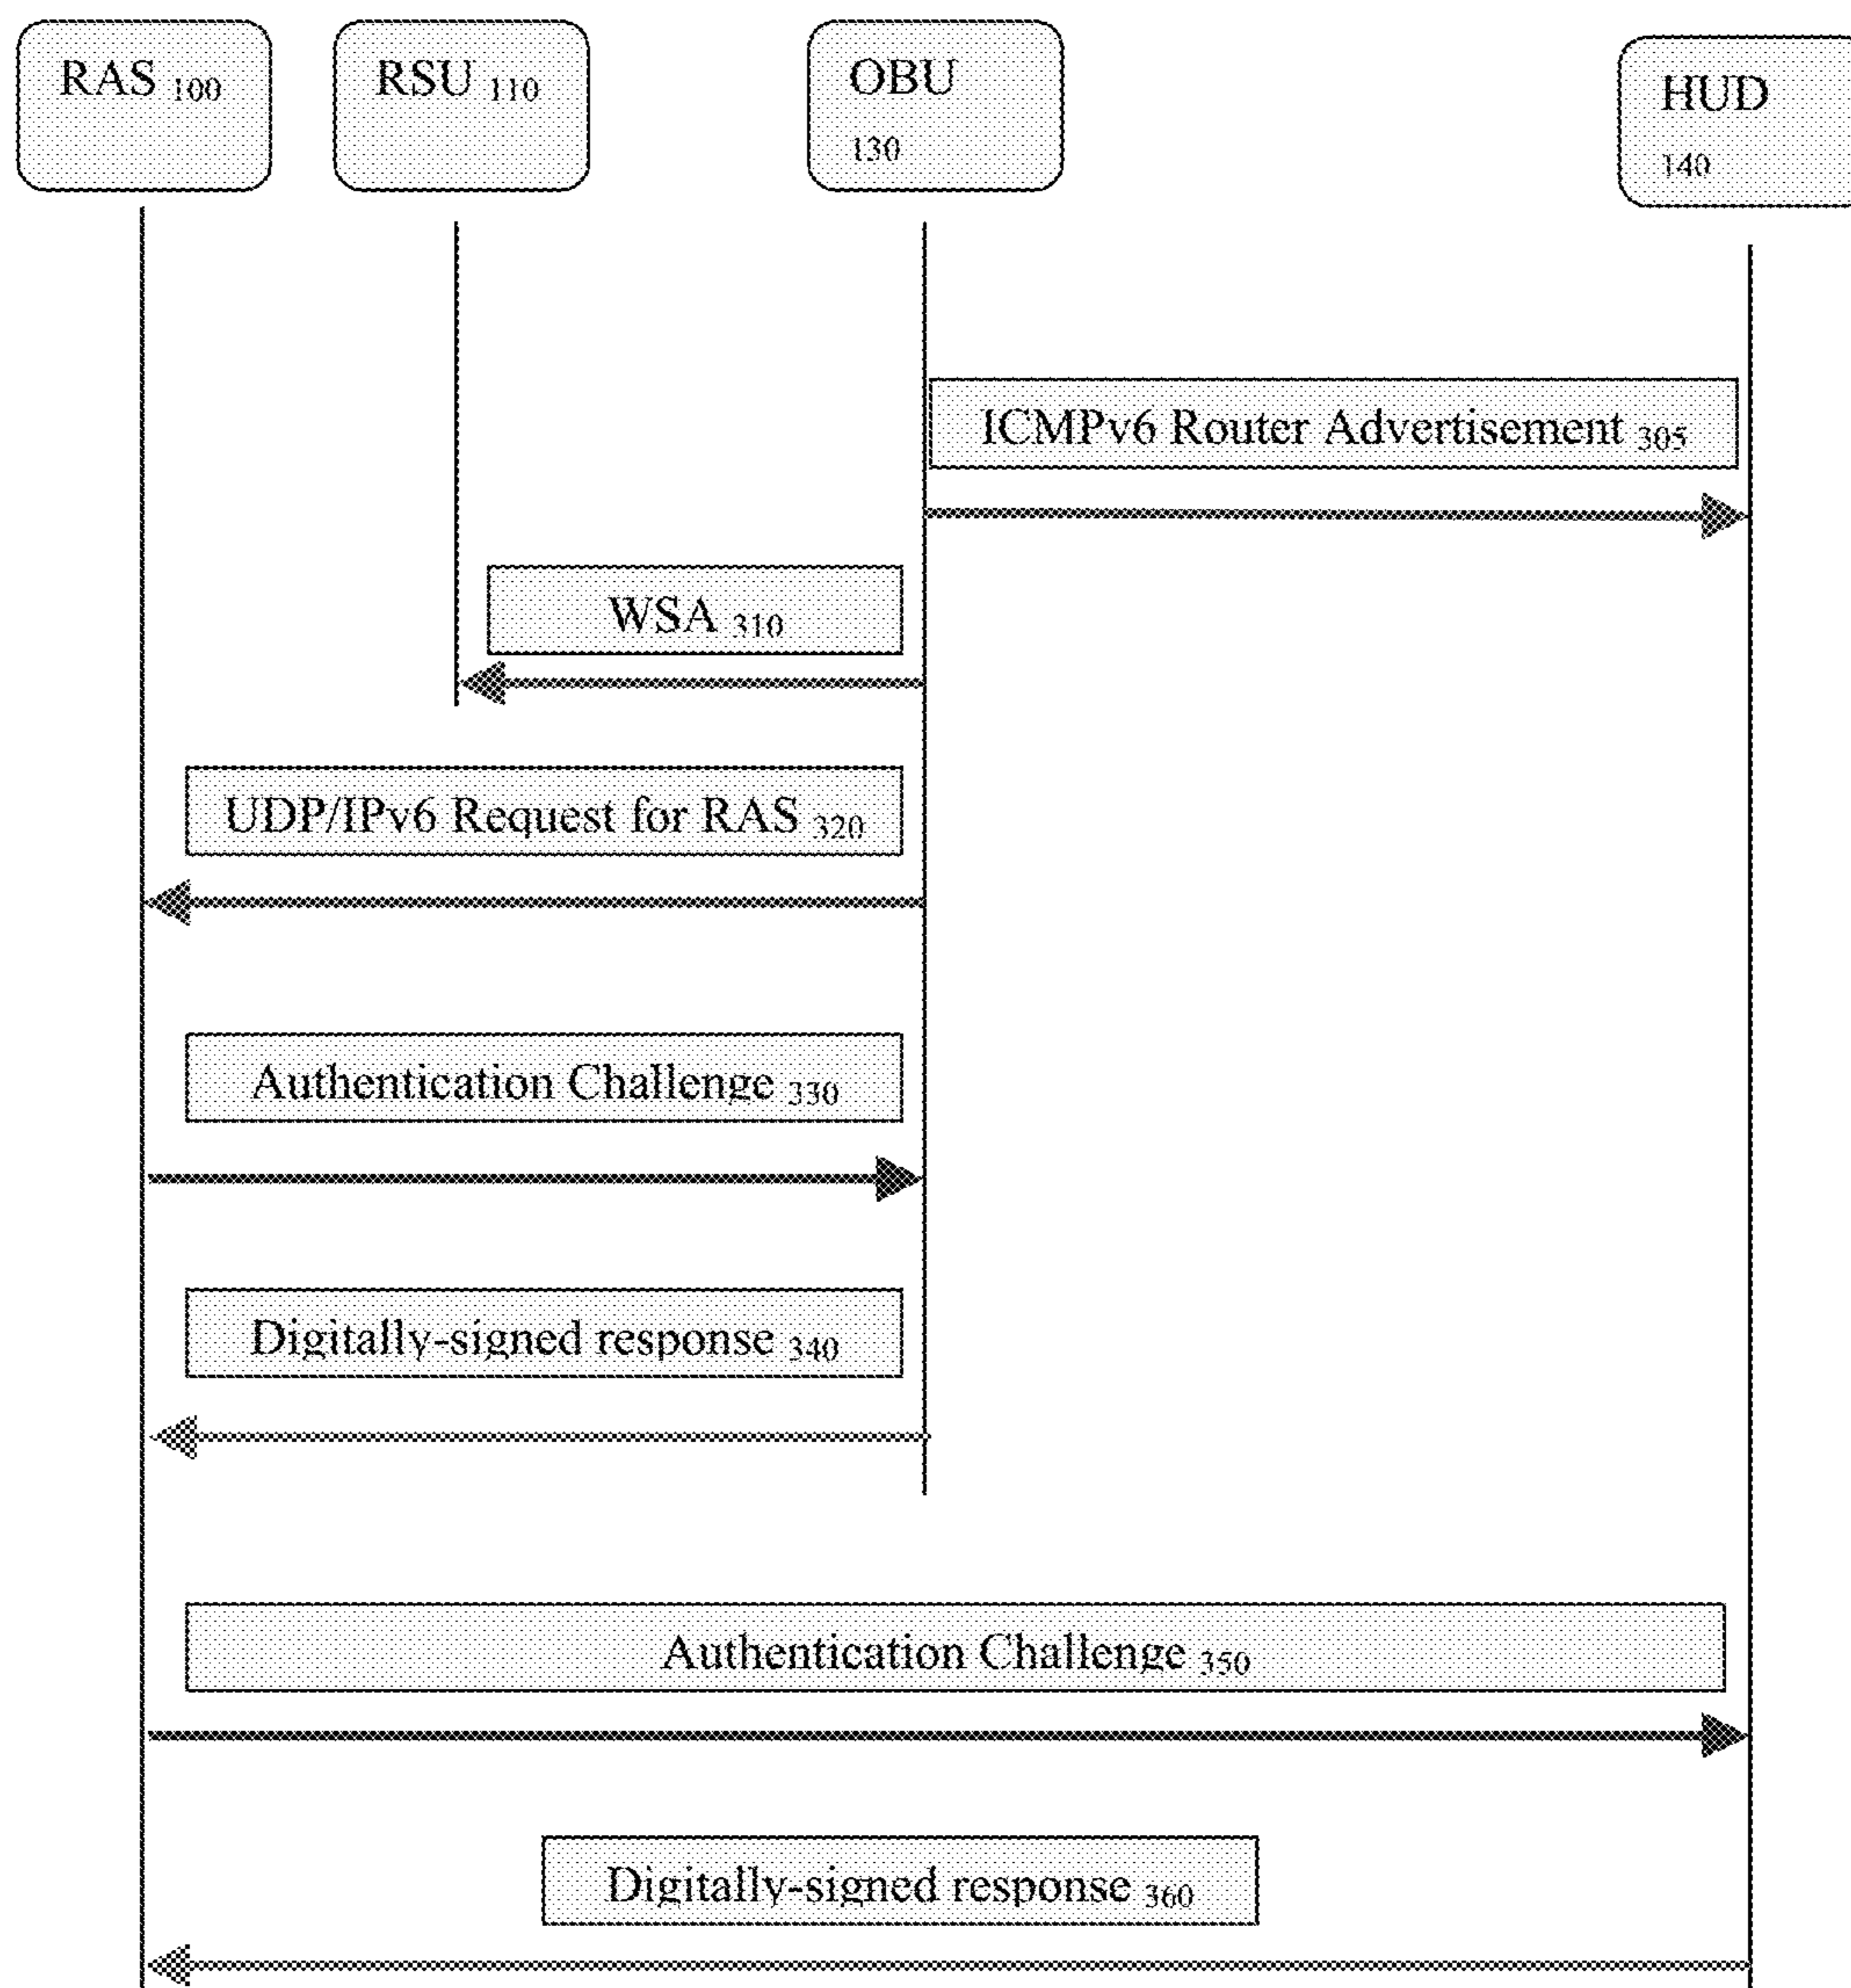 RAS 100
RSU 110
OBU
130
HUD
140
ICMPv6 Router Advertisement 305
WSA 310
UDP/IPv6 Request for RAS 320
Authentication Challenge 330
Digitally-signed response 340
Authentication Challenge 350
Digitally-signed response 360